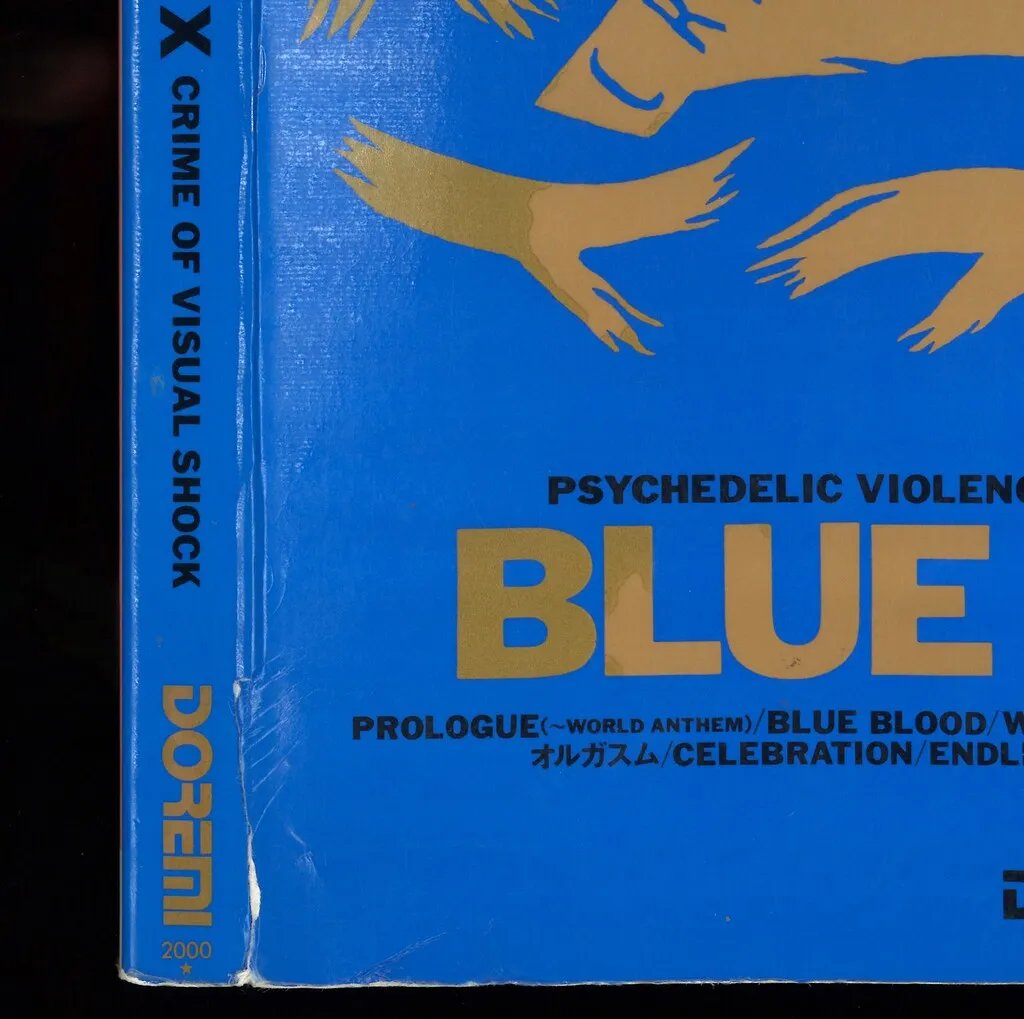 X CRIME OF VISUAL SHOCK
DOREMI
2000
PSYCHEDELIC VIOLENC
BLUE
PROLOGUE(~WORLD ANTHEM)/BLUE BLOOD/W
オルガスム/CELEBRATION/ENDL